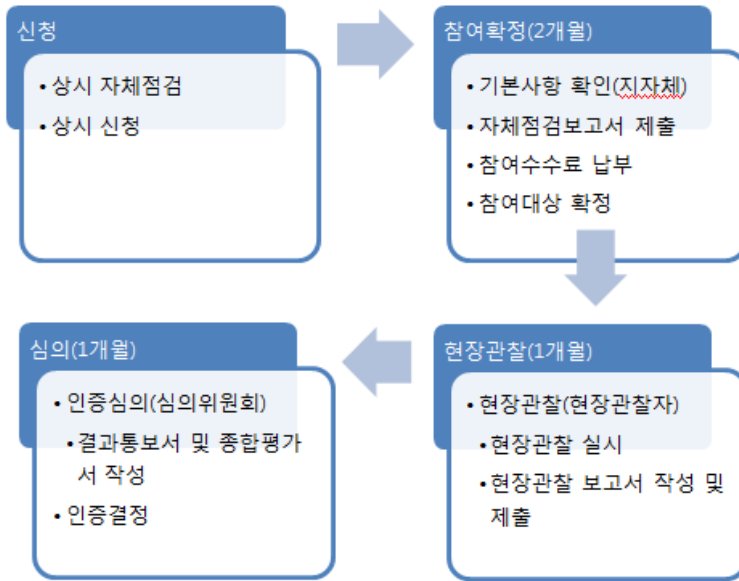 신청
• 상시 자체점검
• 상시 신청
참여확정(2개월)
• 기본사항 확인(지자체)
• 자체점검보고서 제출
• 참여수수료 납부
• 참여대상 확정
현장관찰(1개월)
• 현장관찰(현장관찰자)
• 현장관찰 실시
• 현장관찰 보고서 작성 및
제출
심의(1개월)
• 인증심의(심의위원회)
• 결과통보서 및 종합평가
서 작성
• 인증결정